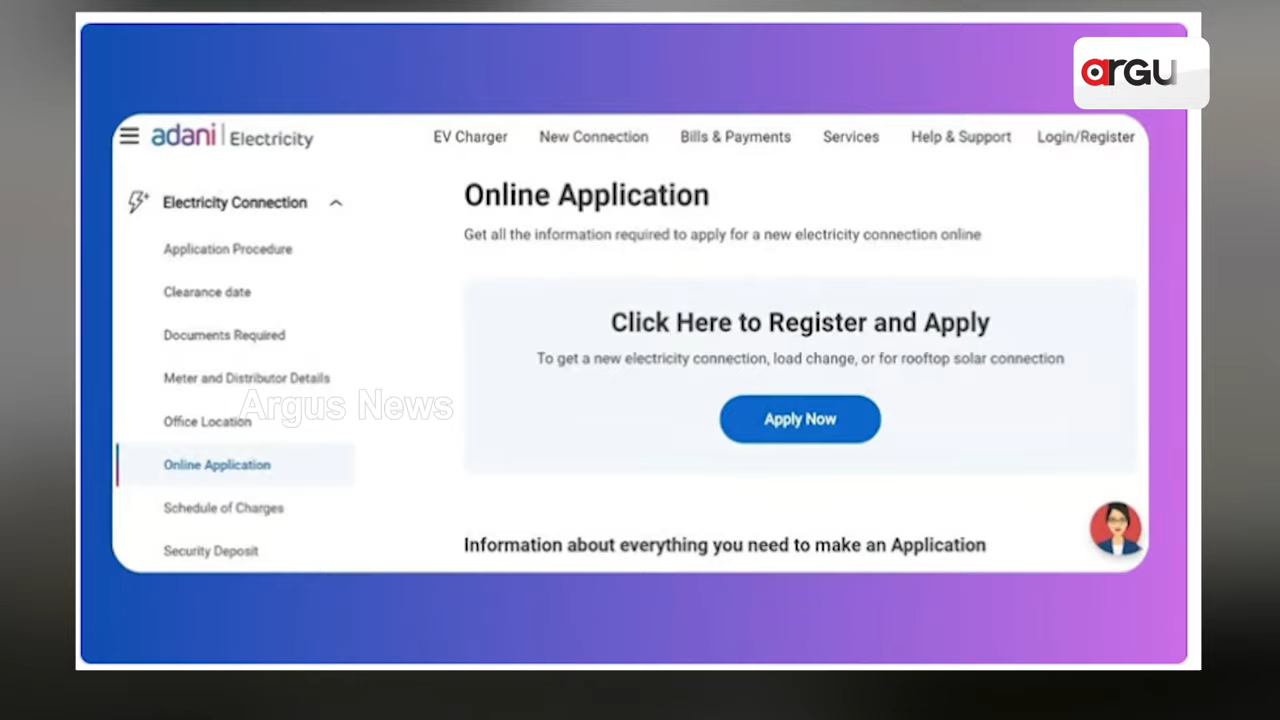 arGU
adani | Electricity
EV Charger
New Connection
Bills & Payments
Services
Help & Support
Login/Register
Electricity Connection
Application Procedure
Clearance date
Documents Required
Meter and Distributor Details
Office Location
Online Application
Schedule of Charges
Security Deposit
Online Application
Get all the information required to apply for a new electricity connection online
Click Here to Register and Apply
To get a new electricity connection, load change, or for rooftop solar connection
Apply Now
Information about everything you need to make an Application
Argus News